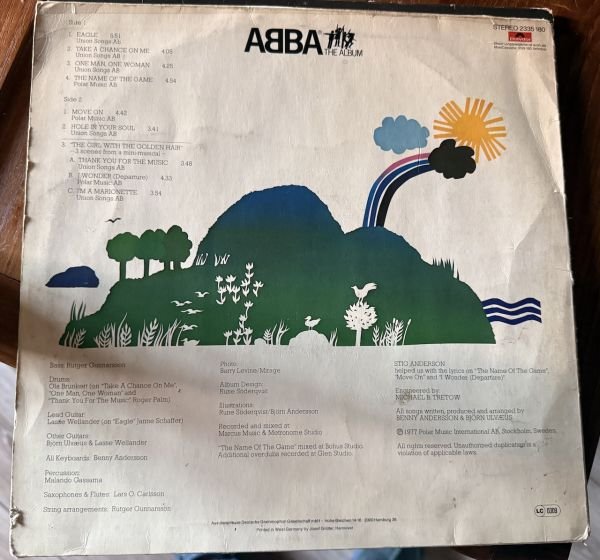 Side 1
1. EAGLE 5.51
Union Songs AB
2. TAKE A CHANCE ON ME 4.05
Union Songs AB
3. ONE MAN, ONE WOMAN 4.25
Union Songs AB
4. THE NAME OF THE GAME 4.54
Polar Music AB
Side 2
1. MOVE ON 4.42
Polar Music AB
2. HOLE IN YOUR SOUL 3.41
Union Songs AB
3. "THE GIRL WITH THE GOLDEN HAIR"
– 3 scenes from a mini-musical –
A. THANK YOU FOR THE MUSIC 3.48
Union Songs AB
B. I WONDER (Departure) 4.33
Polar Music AB
C. I'M A MARIONETTE 3.54
Union Songs AB
ABBA
THE ALBUM
STEREO 2335 180
Bass: Rutger Gunnarsson
Drums:
Ola Brunkert (on "Take A Chance On Me",
"One Man, One Woman" and
"Thank You For The Music", Roger Palm)
Lead Guitar:
Lasse Wellander (on "Eagle" Janne Schaffer)
Other Guitars:
Björn Ulvæus & Lasse Wellander
All Keyboards: Benny Andersson
Percussion:
Malando Gassama
Saxophones & Flutes: Lars O. Carlsson
String arrangements: Rutger Gunnarsson
Photo:
Barry Levine/Mirage
Album Design:
Rune Söderqvist
Illustrations:
Rune Söderqvist/Björn Andersson
Recorded and mixed at
Marcus Music & Metronome Studio
"The Name Of The Game" mixed at Bohus Studio.
Additional overdubs recorded at Glen Studio.
STIG ANDERSON
helped us with the lyrics on "The Name Of The Game",
"Move On" and "I Wonder (Departure)"
Engineered by
MICHAEL B. TRETOW
All songs written, produced and arranged by
BENNY ANDERSSON & BJÖRN ULVÆUS
℗ 1977 Polar Music International AB, Stockholm, Sweden.
All rights reserved. Unauthorized duplication is a
violation of applicable laws.
Printed in West Germany by
LC 0309